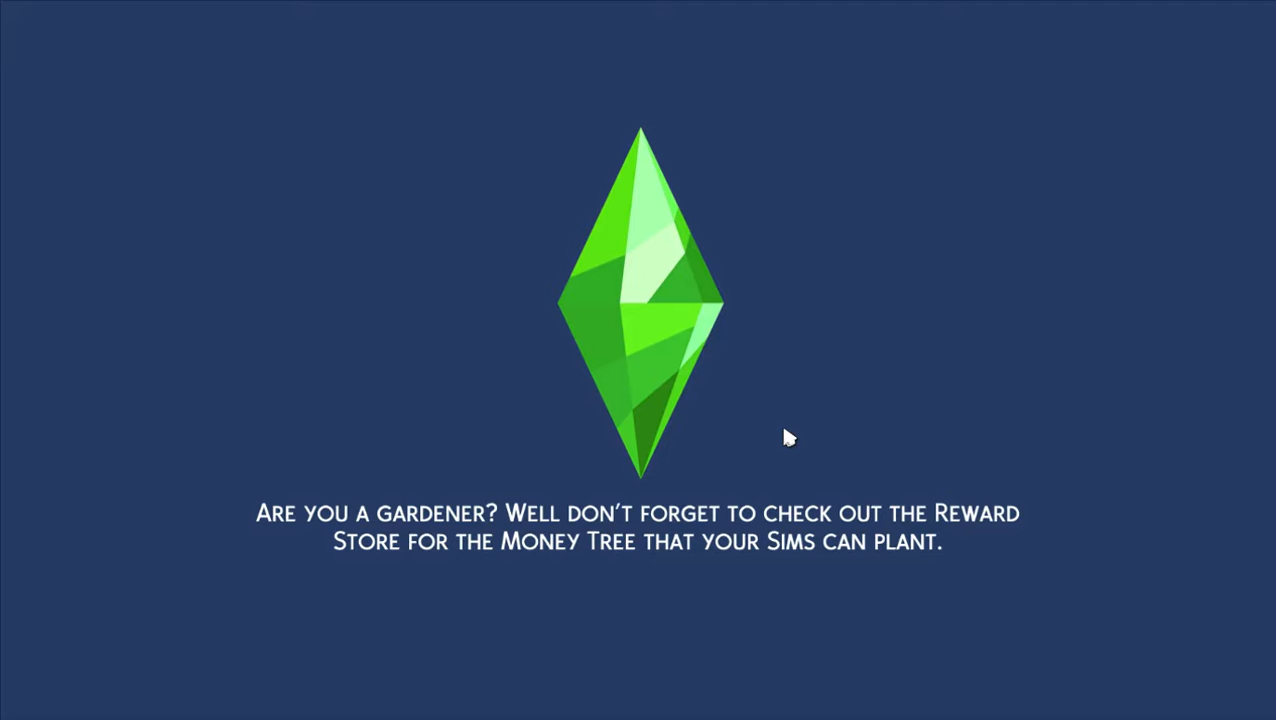 Are you a gardener? Well don't forget to check out the Reward
Store for the Money Tree that your Sims can plant.